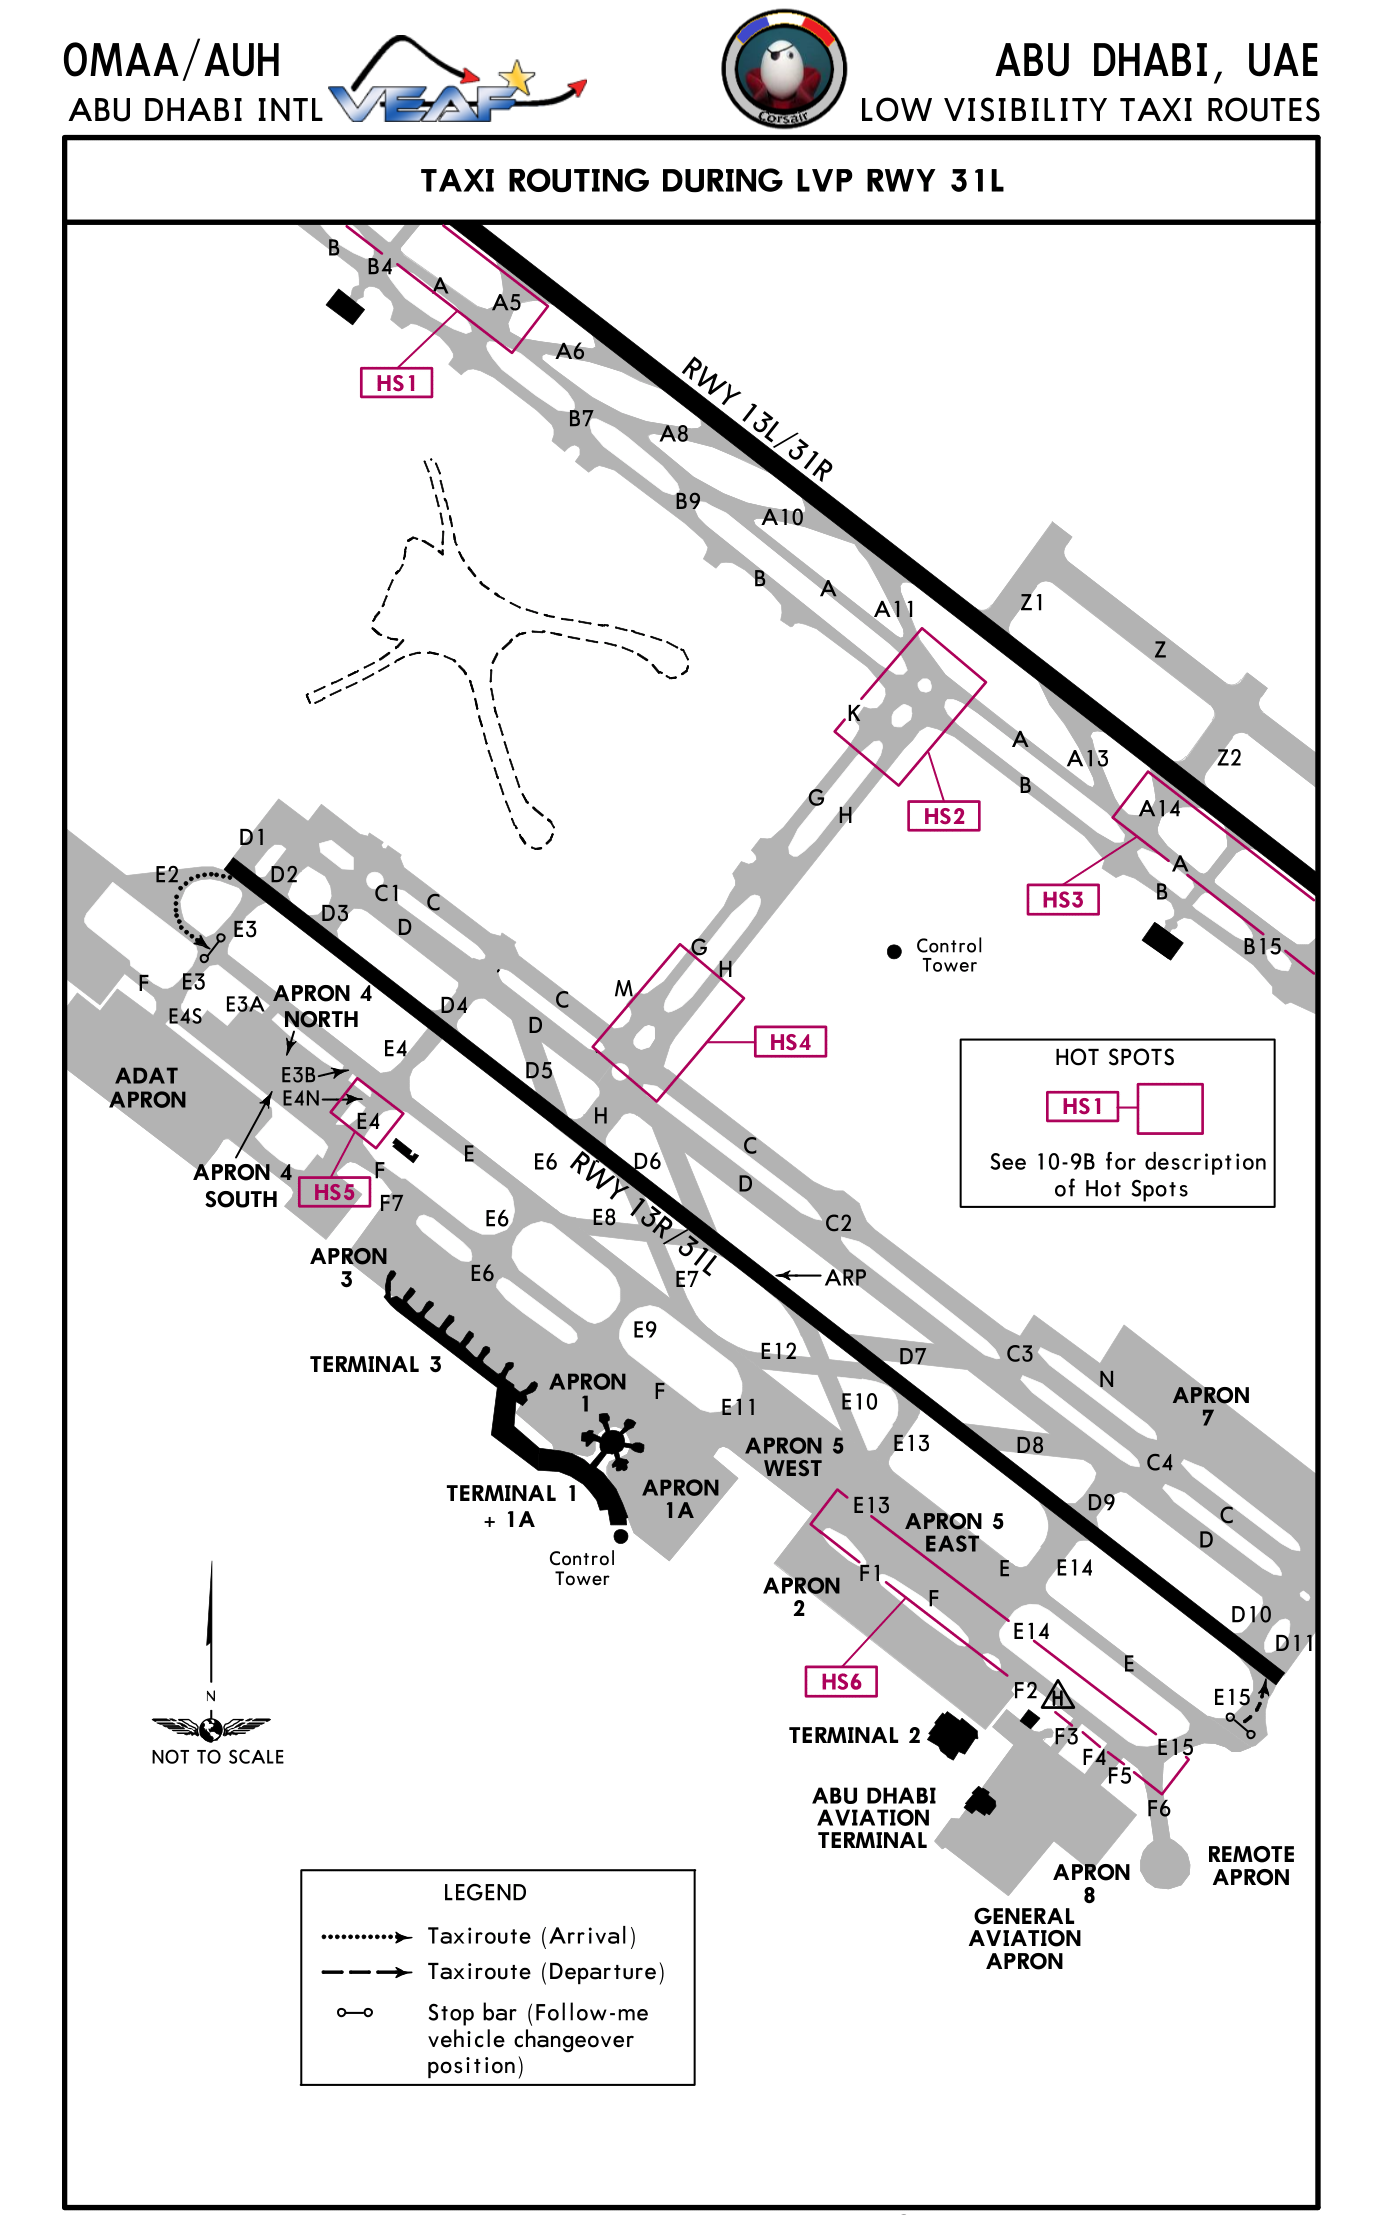 OMAA/AUH
ABU DHABI INTL
VEAF
Corsair
ABU DHABI, UAE
LOW VISIBILITY TAXI ROUTES
TAXI ROUTING DURING LVP RWY 31L
B
B4
A
A5
HS1
A6
RWY 13L/31R
B7
A8
B9
A10
B
A
A11
Z1
Z
K
A
A13
Z2
B
G
H
HS2
A14
D1
E2
D2
C1
C
D3
D
E3
A
HS3
B
B15
G
H
Control
Tower
F
E3
M
E4S
E3A
APRON 4
NORTH
D4
C
D
E4
D5
HS4
HOT SPOTS
HS1
See 10-9B for description
of Hot Spots
ADAT
APRON
E3B
E4N
E4
H
E
E6
RWY 13R/31L
D6
C
D
APRON 4
SOUTH
F
HS5
F7
E6
E8
C2
APRON
3
E6
E7
ARP
E9
E12
D7
C3
N
TERMINAL 3
APRON
1
F
E11
E10
APRON
7
APRON 5
WEST
E13
D8
C4
TERMINAL 1
+ 1A
APRON
1A
E13
APRON 5
EAST
D9
C
D
Control
Tower
F1
E
E14
APRON
2
F
E14
D10
D11
E
HS6
F2
H
E15
N
NOT TO SCALE
TERMINAL 2
F3
F4
F5
E15
F6
ABU DHABI
AVIATION
TERMINAL
REMOTE
APRON
APRON
8
GENERAL
AVIATION
APRON
LEGEND
Taxiroute (Arrival)
Taxiroute (Departure)
Stop bar (Follow-me
vehicle changeover
position)